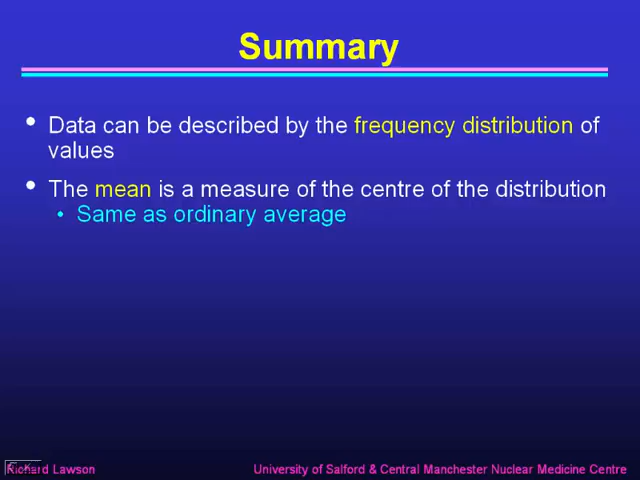 Summary
• Data can be described by the frequency distribution of
values
• The mean is a measure of the centre of the distribution
• Same as ordinary average
Richard Lawson
University of Salford & Central Manchester Nuclear Medicine Centre